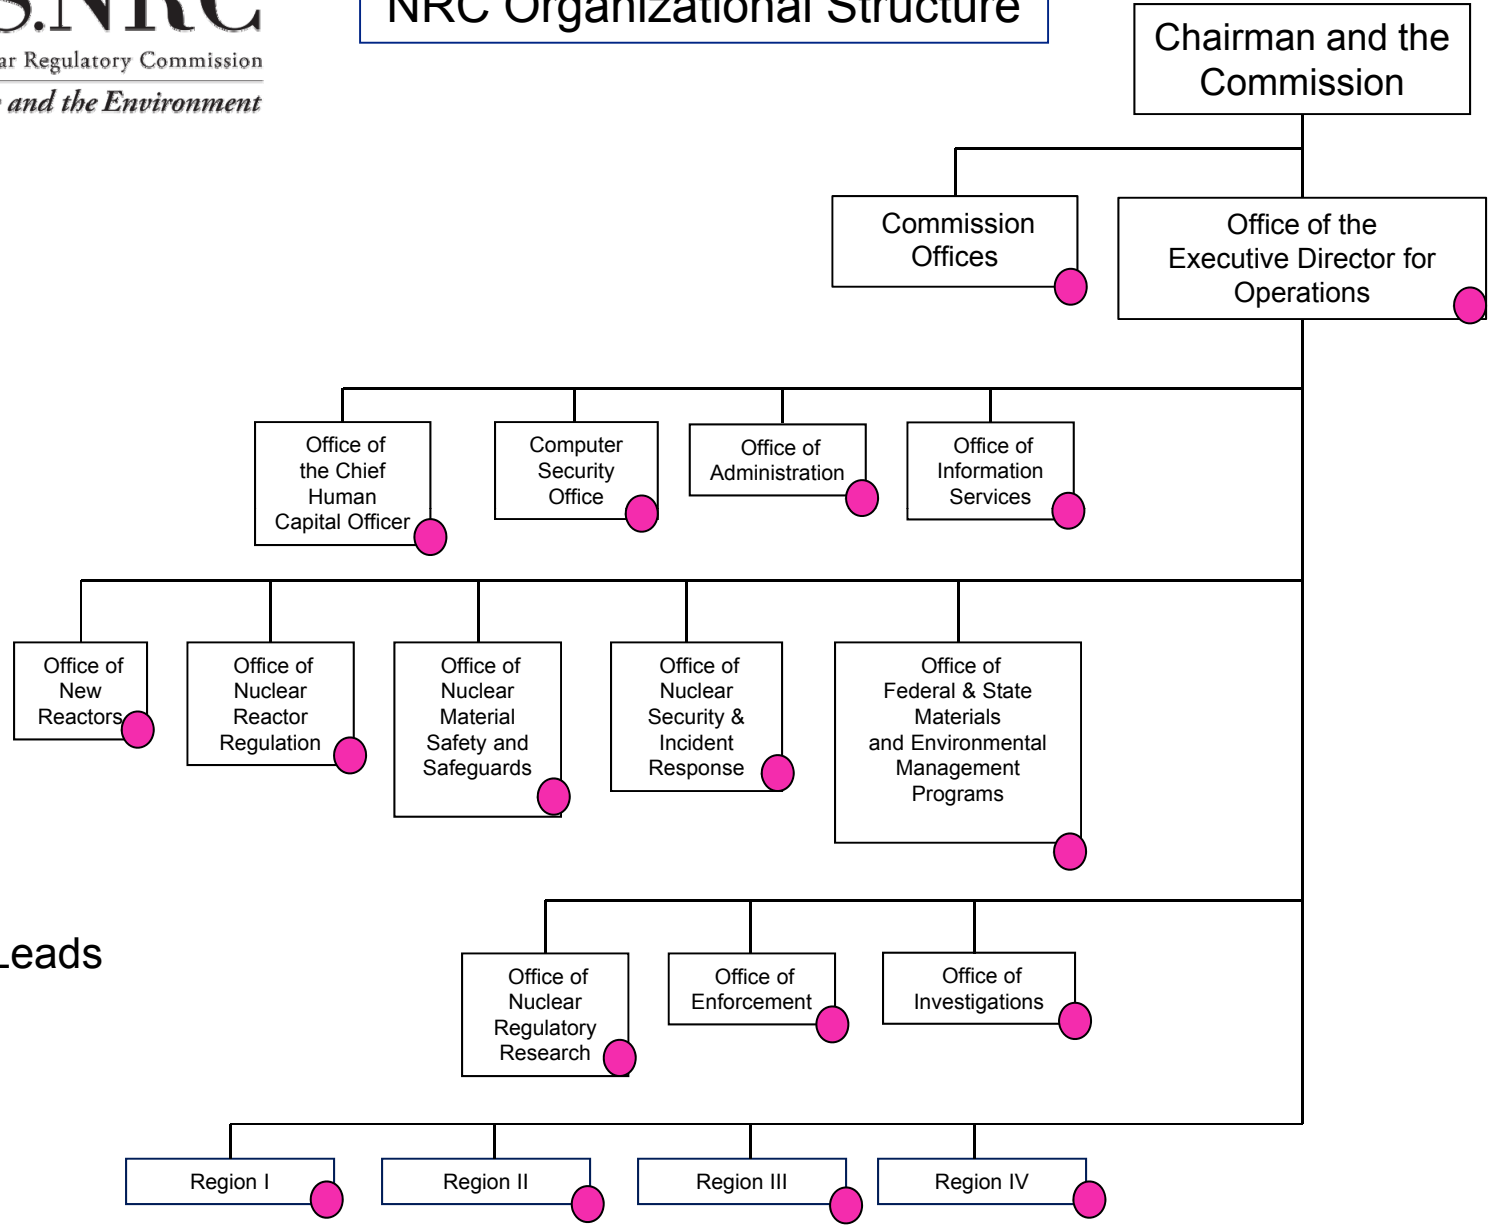 S.NRC
NRC Organizational Structure
Regulatory Commission
and the Environment
Chairman and the
Commission
Commission
Offices
Office of the
Executive Director for
Operations
Office of
the Chief
Human
Capital Officer
Computer
Security
Office
Office of
Administration
Office of
Information
Services
Office of
New
Reactors
Office of
Nuclear
Reactor
Regulation
Office of
Nuclear
Material
Safety and
Safeguards
Office of
Nuclear
Security &
Incident
Response
Office of
Federal & State
Materials
and Environmental
Management
Programs
Leads
Office of
Nuclear
Regulatory
Research
Office of
Enforcement
Office of
Investigations
Region I
Region II
Region III
Region IV